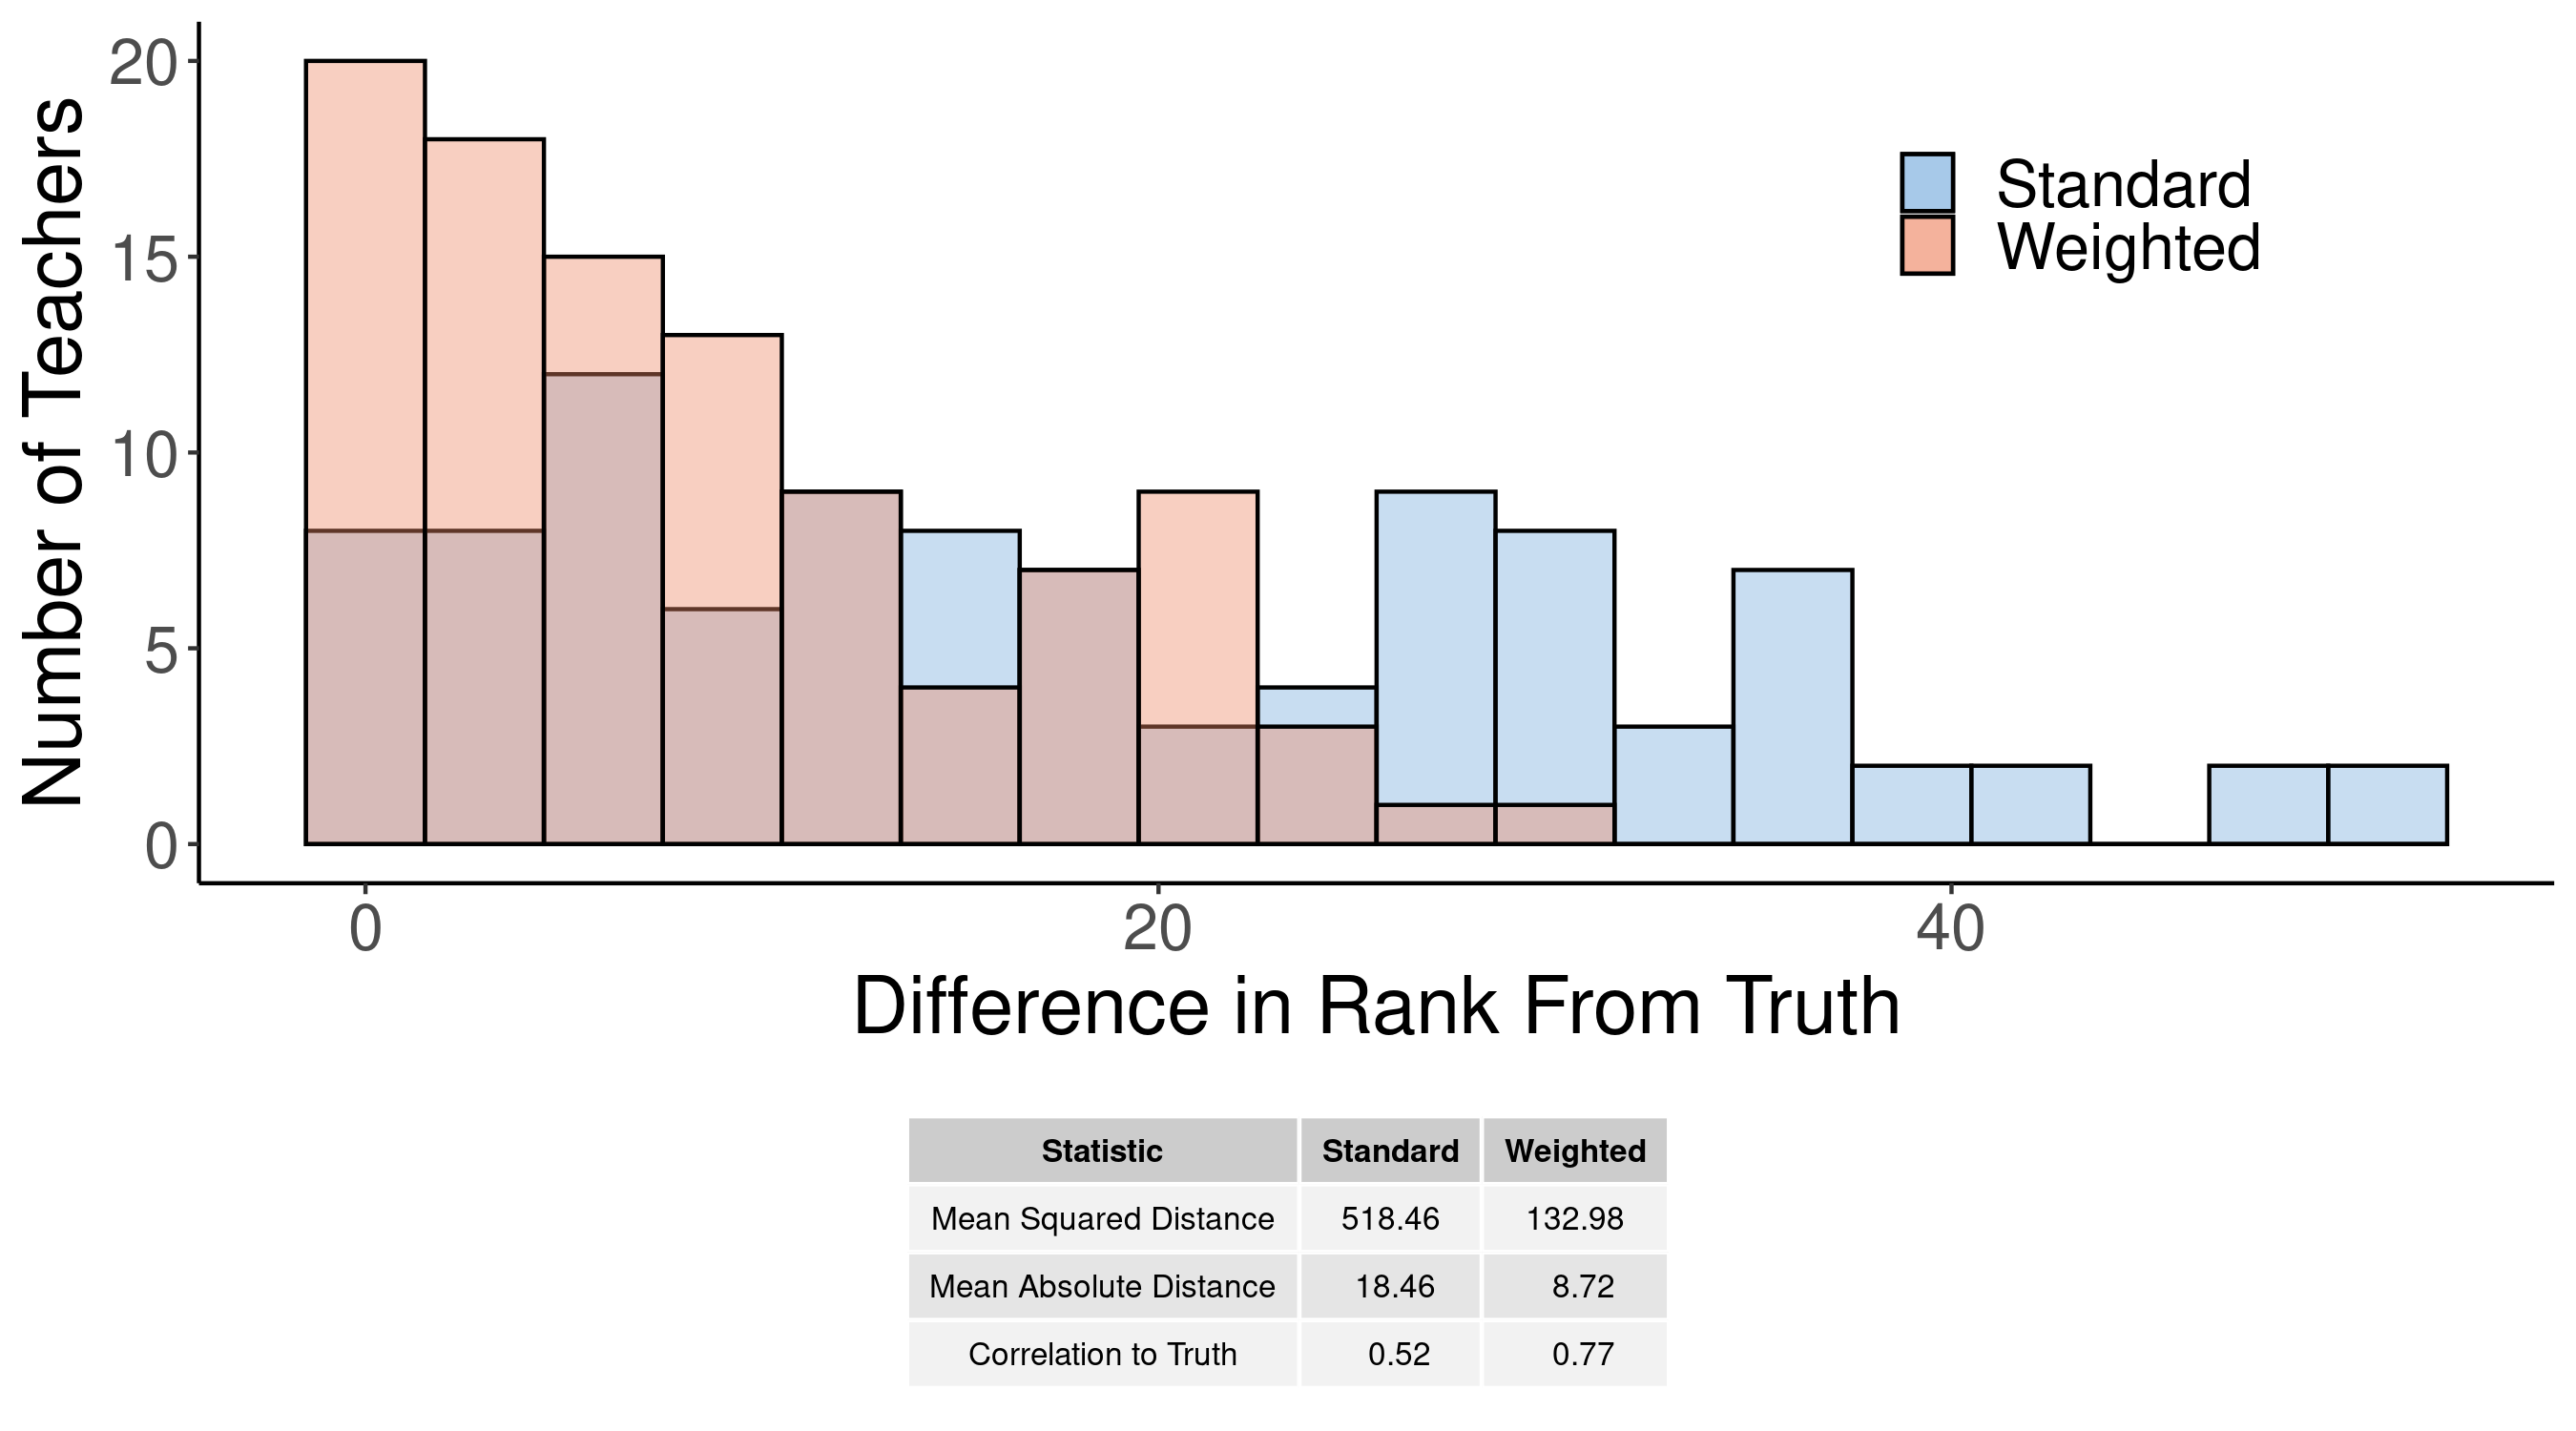 20
15
10
5
0
Number of Teachers
Standard
Weighted
0 20 40
Difference in Rank From Truth
Statistic Standard Weighted
Mean Squared Distance 518.46 132.98
Mean Absolute Distance 18.46 8.72
Correlation to Truth 0.52 0.77